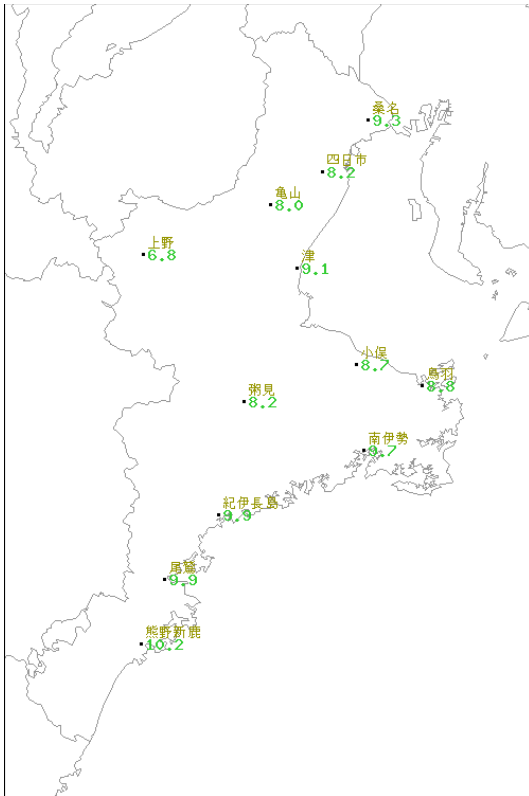 桑名
9.3
四日市
8.2
亀山
8.0
上野
6.8
津
9.1
小俣
8.7
鳥羽
8.8
粥見
8.2
南伊勢
9.7
紀伊長島
9.9
尾鷲
9.9
熊野新鹿
10.2